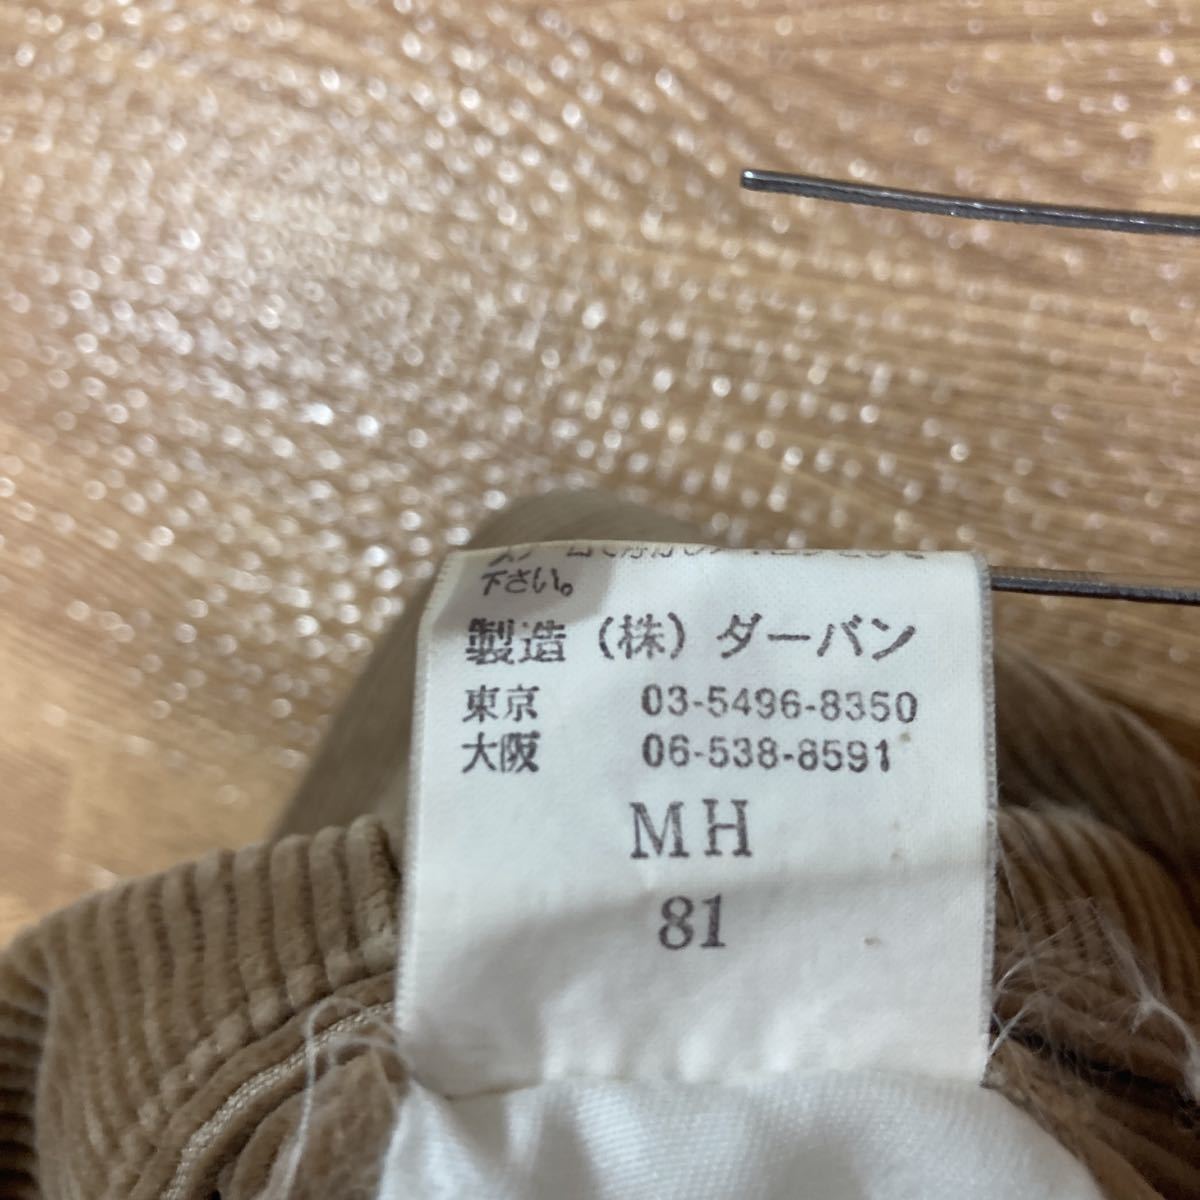 下さい。
製造（株）ダーバン
東京 03-5496-8350
大阪 06-538-8591
MH
81